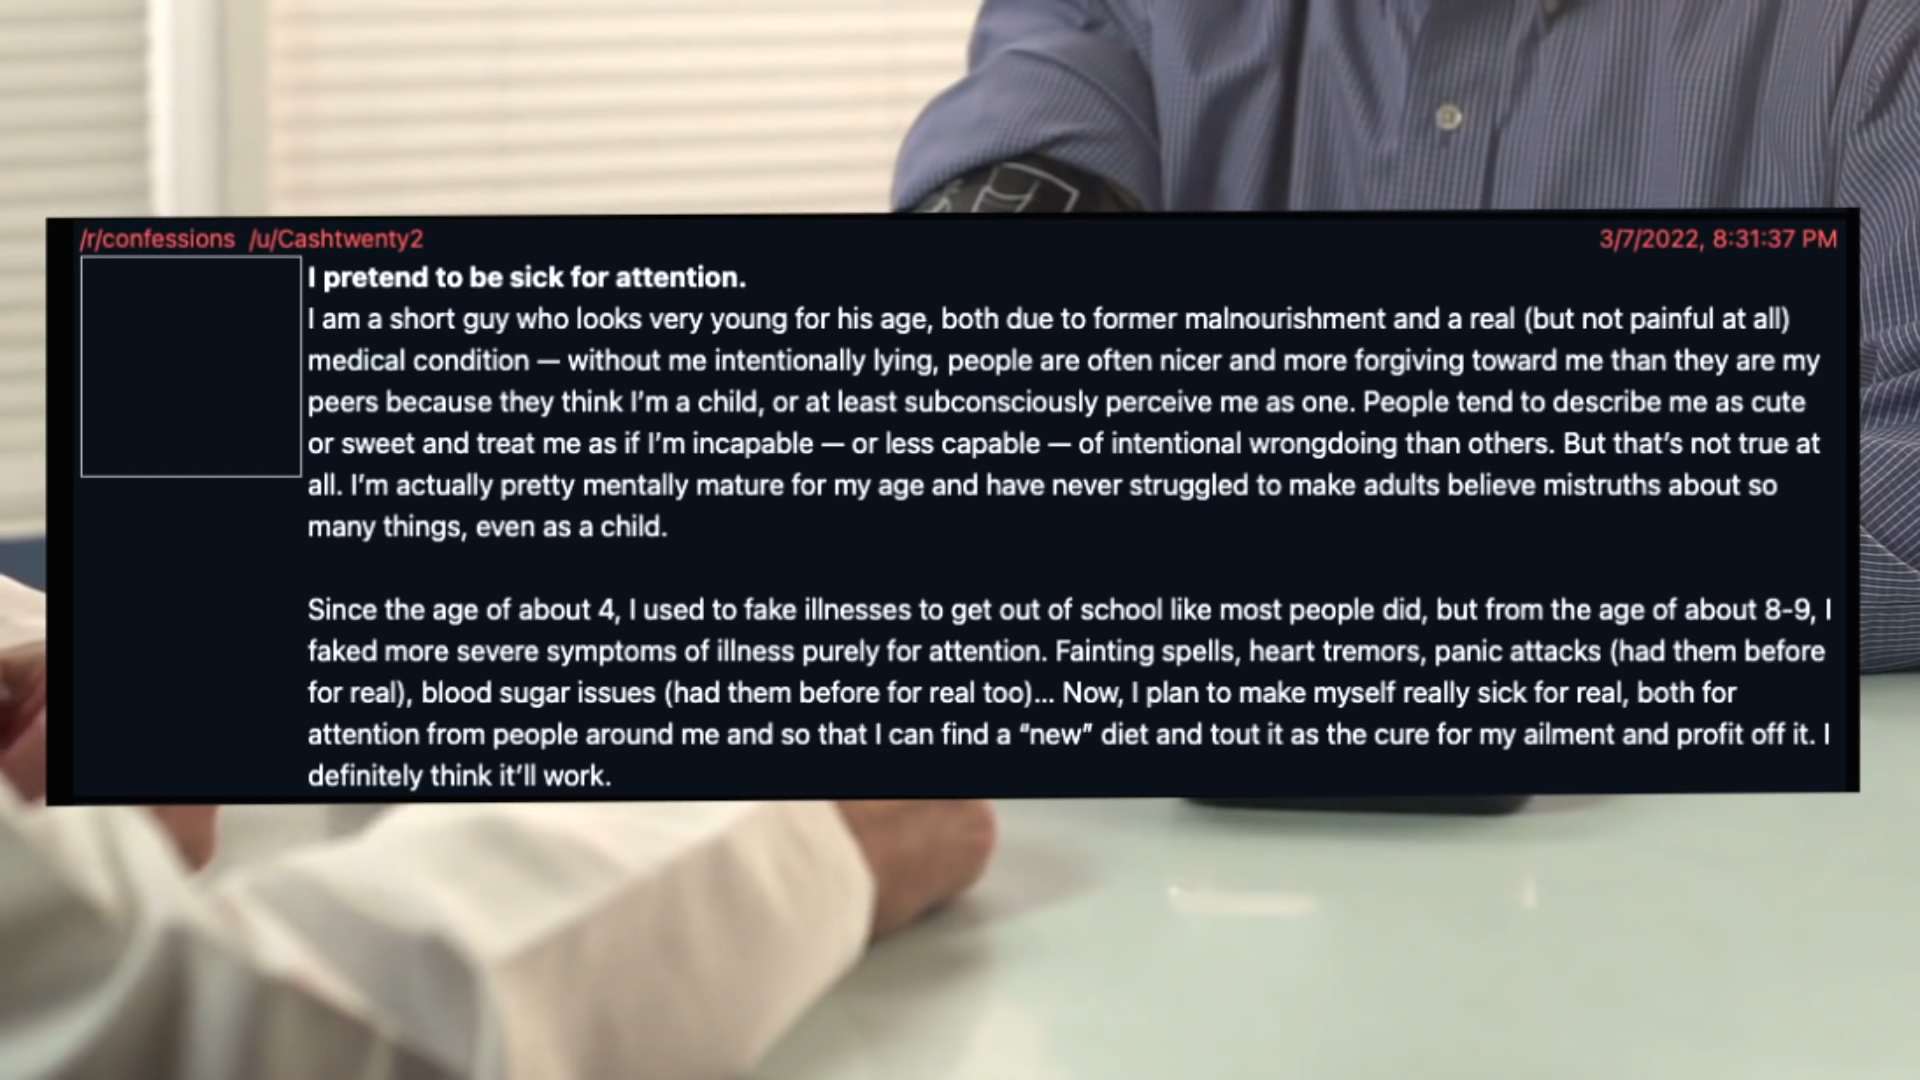 /r/confessions /u/Cashtwenty2 3/7/2022, 8:31:37 PM
I pretend to be sick for attention.
I am a short guy who looks very young for his age, both due to former malnourishment and a real (but not painful at all)
medical condition — without me intentionally lying, people are often nicer and more forgiving toward me than they are my
peers because they think I'm a child, or at least subconsciously perceive me as one. People tend to describe me as cute
or sweet and treat me as if I'm incapable — or less capable — of intentional wrongdoing than others. But that's not true at
all. I'm actually pretty mentally mature for my age and have never struggled to make adults believe mistruths about so
many things, even as a child.
Since the age of about 4, I used to fake illnesses to get out of school like most people did, but from the age of about 8-9, I
faked more severe symptoms of illness purely for attention. Fainting spells, heart tremors, panic attacks (had them before
for real), blood sugar issues (had them before for real too)... Now, I plan to make myself really sick for real, both for
attention from people around me and so that I can find a "new" diet and tout it as the cure for my ailment and profit off it. I
definitely think it'll work.